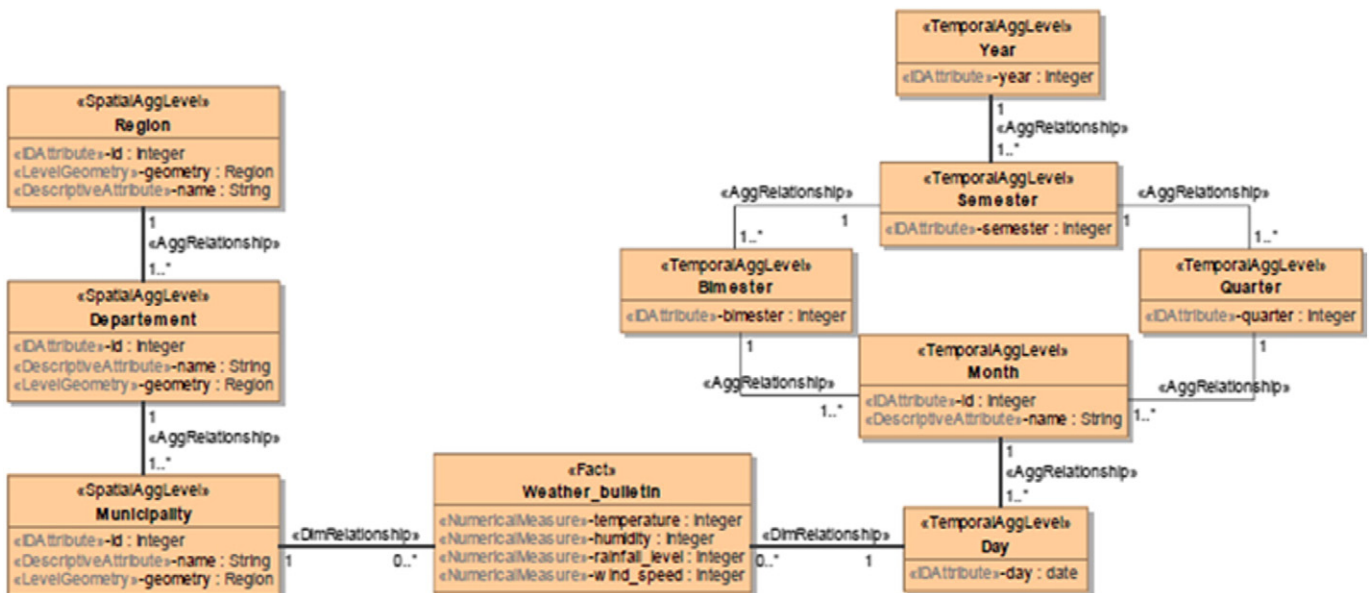 «TemporalAggLevel»
Year
«IDAttribute»-year : Integer
1
«AggRelationship»
1..*
«SpatialAggLevel»
Region
«IDAttribute»-id : Integer
«LevelGeometry»-geometry : Region
«DescriptiveAttribute»-name : String
1
«AggRelationship»
1..*
«TemporalAggLevel»
Semester
«IDAttribute»-semester : Integer
«AggRelationship»
1
1..*
«AggRelationship»
1
1..*
«TemporalAggLevel»
Bimester
«IDAttribute»-bimester : Integer
1
«AggRelationship»
1..*
«TemporalAggLevel»
Quarter
«IDAttribute»-quarter : Integer
1
«AggRelationship»
1..*
«SpatialAggLevel»
Departement
«IDAttribute»-id : Integer
«DescriptiveAttribute»-name : String
«LevelGeometry»-geometry : Region
1
«AggRelationship»
1..*
«TemporalAggLevel»
Month
«IDAttribute»-id : Integer
«DescriptiveAttribute»-name : String
1
«AggRelationship»
1..*
«SpatialAggLevel»
Municipality
«IDAttribute»-id : Integer
«DescriptiveAttribute»-name : String
«LevelGeometry»-geometry : Region
«DimRelationship»
1
0..*
«Fact»
Weather_bulletin
«NumericalMeasure»-temperature : Integer
«NumericalMeasure»-humidity : Integer
«NumericalMeasure»-rainfall_level : Integer
«NumericalMeasure»-wind_speed : Integer
«DimRelationship»
0..*
1
«TemporalAggLevel»
Day
«IDAttribute»-day : date